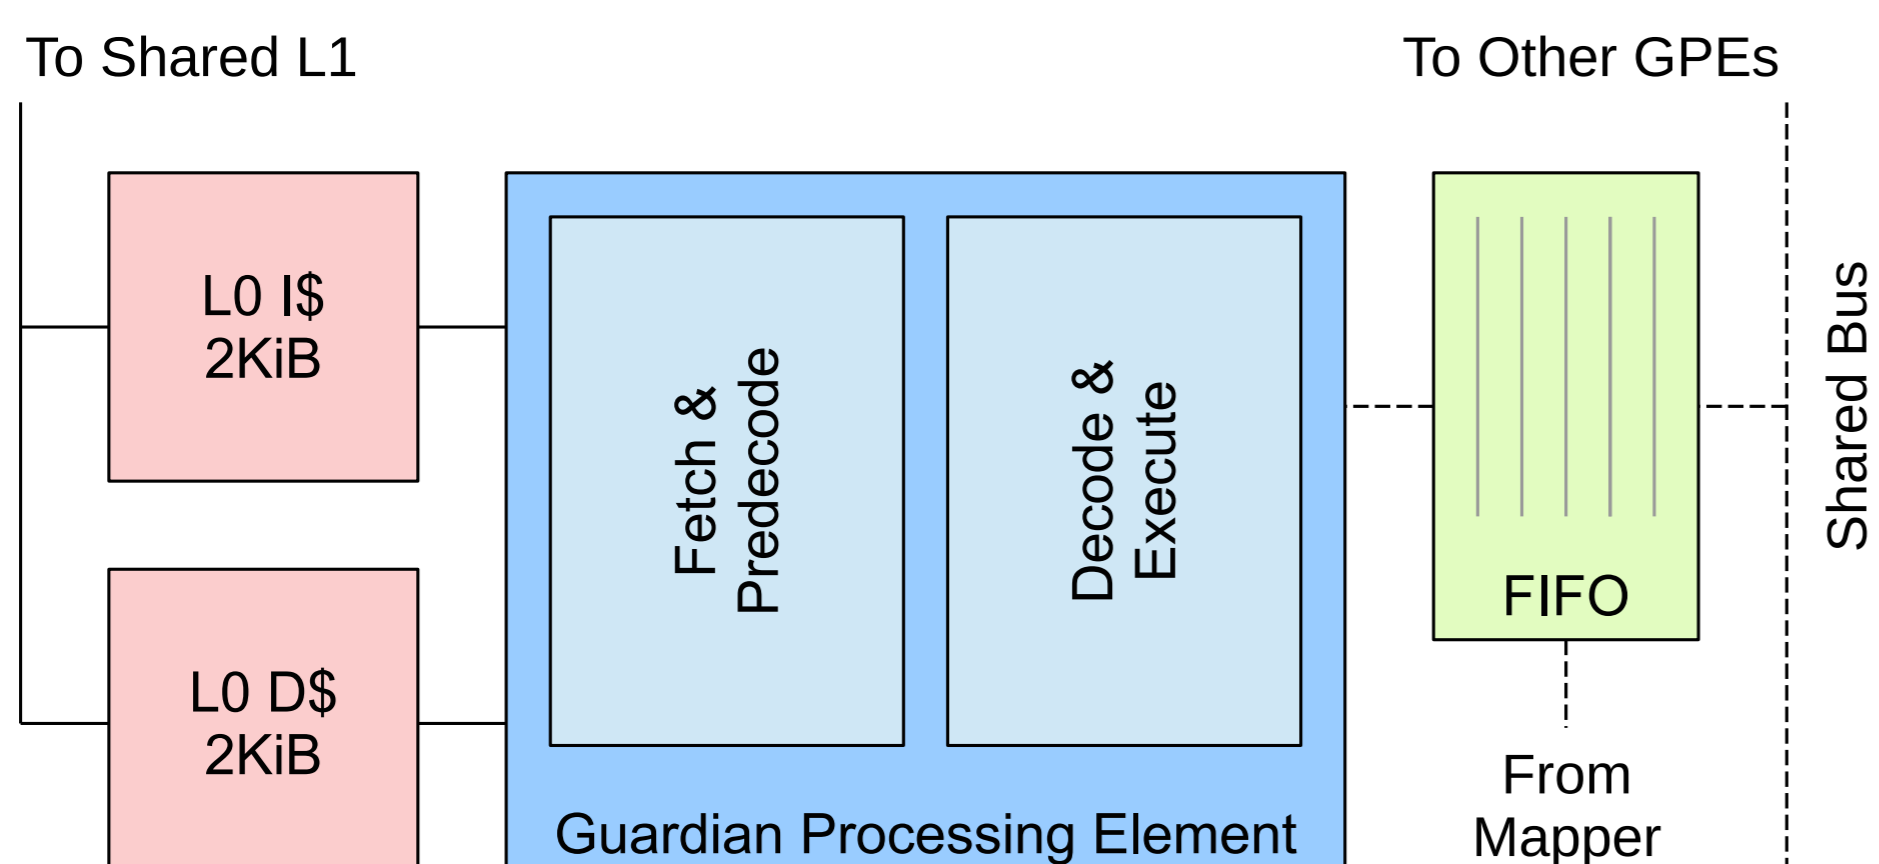 To Shared L1
To Other GPEs
L0 I$
2KiB
Fetch &
Predecode
Decode &
Execute
FIFO
Shared Bus
L0 D$
2KiB
From
Mapper
Guardian Processing Element